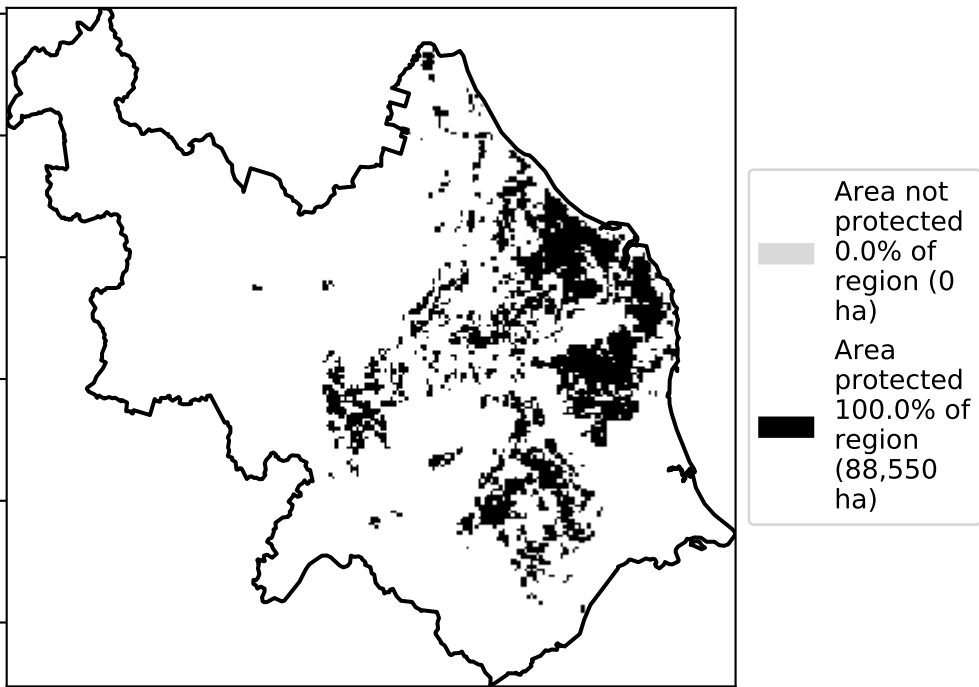 Area not
protected
0.0% of
region (0
ha)
Area
protected
100.0% of
region
(88,550
ha)